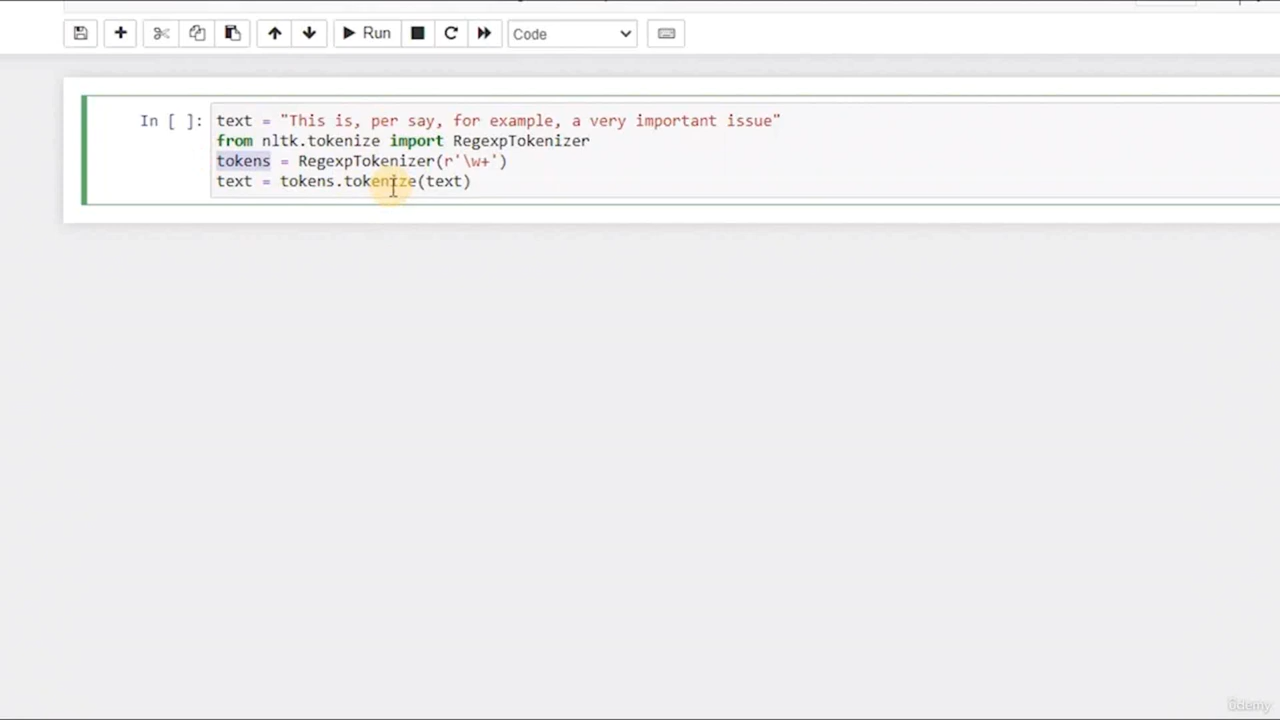 Run
Code
In [ ]:
text = "This is, per say, for example, a very important issue"
from nltk.tokenize import RegexpTokenizer
tokens = RegexpTokenizer(r'\w+')
text = tokens.tokenize(text)
ûdemy